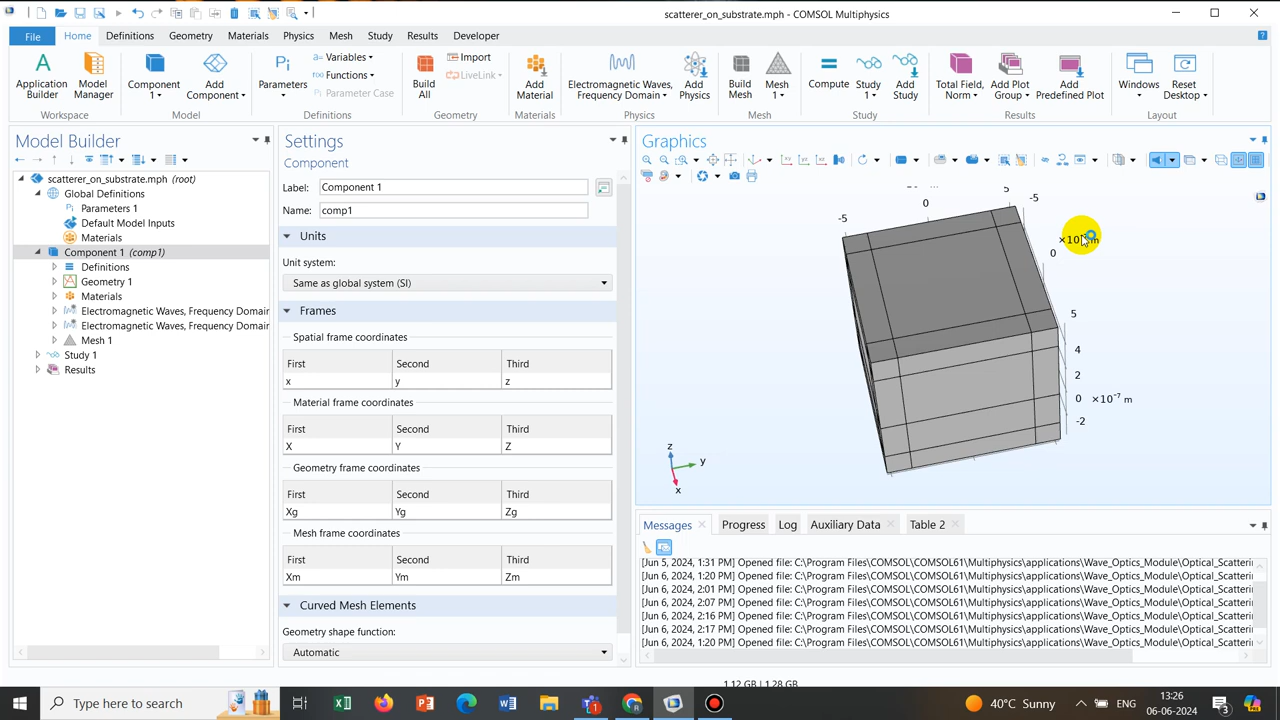 scatterer_on_substrate.mph - COMSOL Multiphysics
File Home Definitions Geometry Materials Physics Study Mesh Results Developer
Application Builder
Model Manager
Workspace
Component 1
Add Component
Model
Pi
Parameters
a= Variables
f(x) Functions
Pi Parameter Case
Definitions
Build All
Import
LiveLink
Geometry
Add Material
Materials
Electromagnetic Waves, Frequency Domain
Add Physics
Physics
Build Mesh
Mesh 1
Mesh
Compute
Study 1
Add Study
Study
Total Field, Norm
Add Plot Group
Add Predefined Plot
Results
Windows
Reset Desktop
Layout
Model Builder
scatterer_on_substrate.mph (root)
Global Definitions
Pi Parameters 1
Default Model Inputs
Materials
Component 1 (comp1)
Definitions
Geometry 1
Materials
Electromagnetic Waves, Frequency Domai
Electromagnetic Waves, Frequency Domai
Mesh 1
Study 1
Results
Settings
Component
Label: Component 1
Name: comp1
Units
Unit system:
Same as global system (SI)
Frames
Spatial frame coordinates
First Second Third
x y z
Material frame coordinates
First Second Third
X Y Z
Geometry frame coordinates
First Second Third
Xg Yg Zg
Mesh frame coordinates
First Second Third
Xm Ym Zm
Curved Mesh Elements
Geometry shape function:
Automatic
Graphics
5
-5
0
-5
×10
m
0
5
4
2
0 ×10⁻⁷ m
-2
z
y
x
Messages Progress Log Auxiliary Data Table 2
[Jun 5, 2024, 1:31 PM] Opened file: C:\Program Files\COMSOL\COMSOL61\Multiphysics\applications\Wave_Optics_Module\Optical_Scatteri
[Jun 6, 2024, 1:20 PM] Opened file: C:\Program Files\COMSOL\COMSOL61\Multiphysics\applications\Wave_Optics_Module\Optical_Scatteri
[Jun 6, 2024, 2:01 PM] Opened file: C:\Program Files\COMSOL\COMSOL61\Multiphysics\applications\Wave_Optics_Module\Optical_Scatteri
[Jun 6, 2024, 2:07 PM] Opened file: C:\Program Files\COMSOL\COMSOL61\Multiphysics\applications\Wave_Optics_Module\Optical_Scatteri
[Jun 6, 2024, 2:16 PM] Opened file: C:\Program Files\COMSOL\COMSOL61\Multiphysics\applications\Wave_Optics_Module\Optical_Scatteri
[Jun 6, 2024, 2:17 PM] Opened file: C:\Program Files\COMSOL\COMSOL61\Multiphysics\applications\Wave_Optics_Module\Optical_Scatteri
[Jun 6, 2024, 1:20 PM] Opened file: C:\Program Files\COMSOL\COMSOL61\Multiphysics\applications\Wave_Optics_Module\Optical_Scatteri
1.12 GB | 1.28 GB
Type here to search
40°C Sunny
ENG
13:26
06-06-2024
3